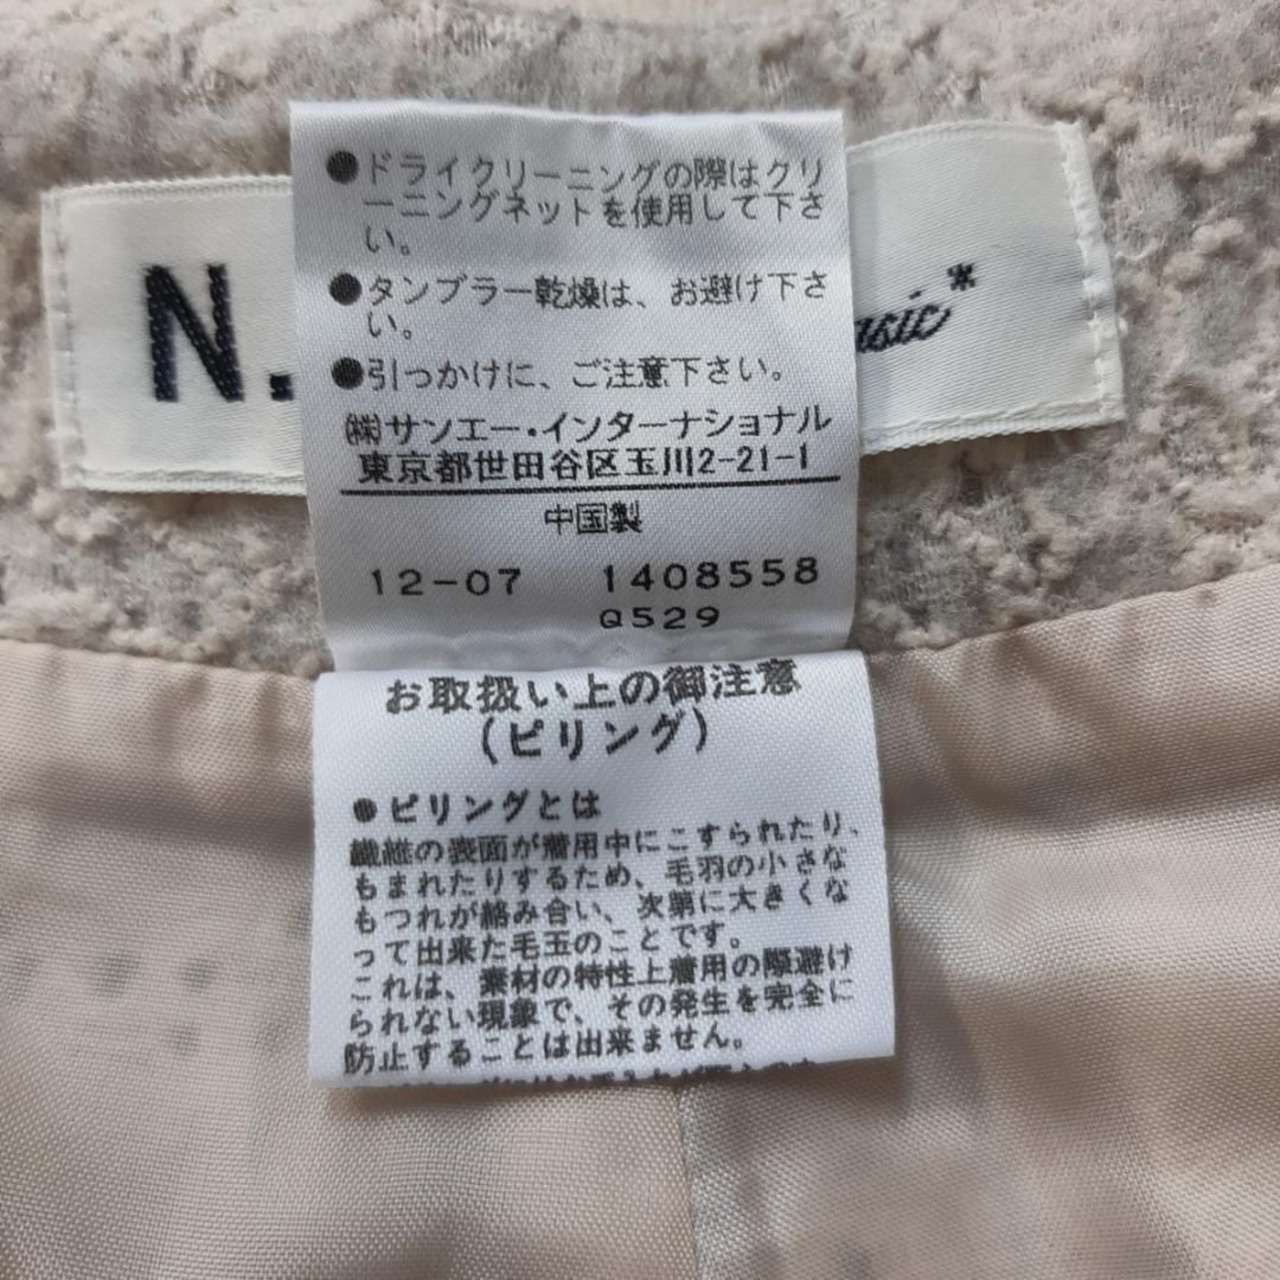 N.
asic*
●ドライクリーニングの際はクリ
ーニングネットを使用して下さ
い。
●タンブラー乾燥は、お避け下さ
い。
●引っかけに、ご注意下さい。
㈱サンエー・インターナショナル
東京都世田谷区玉川2-21-1
中国製
12-07 1408558
Q529
お取扱い上の御注意
(ピリング)
●ピリングとは
繊維の表面が着用中にこすられたり、
もまれたりするため、毛羽の小さな
もつれが絡み合い、次第に大きくな
って出来た毛玉のことです。
これは、素材の特性上着用の際避け
られない現象で、その発生を完全に
防止することは出来ません。